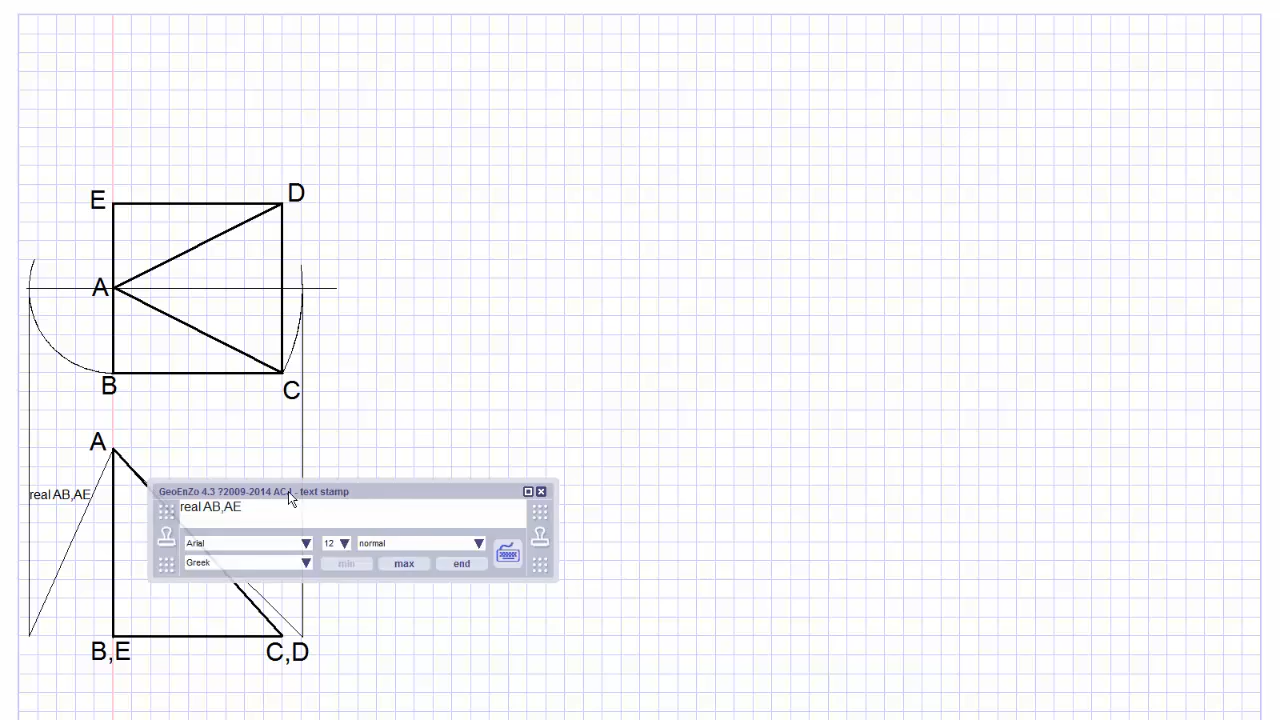 E
D
A
B
C
A
real AB,AE
GeoEnZo 4.3 ?2009-2014 ACJ - text stamp
real AB,AE
Arial
12
normal
Greek
min
max
end
B,E
C,D